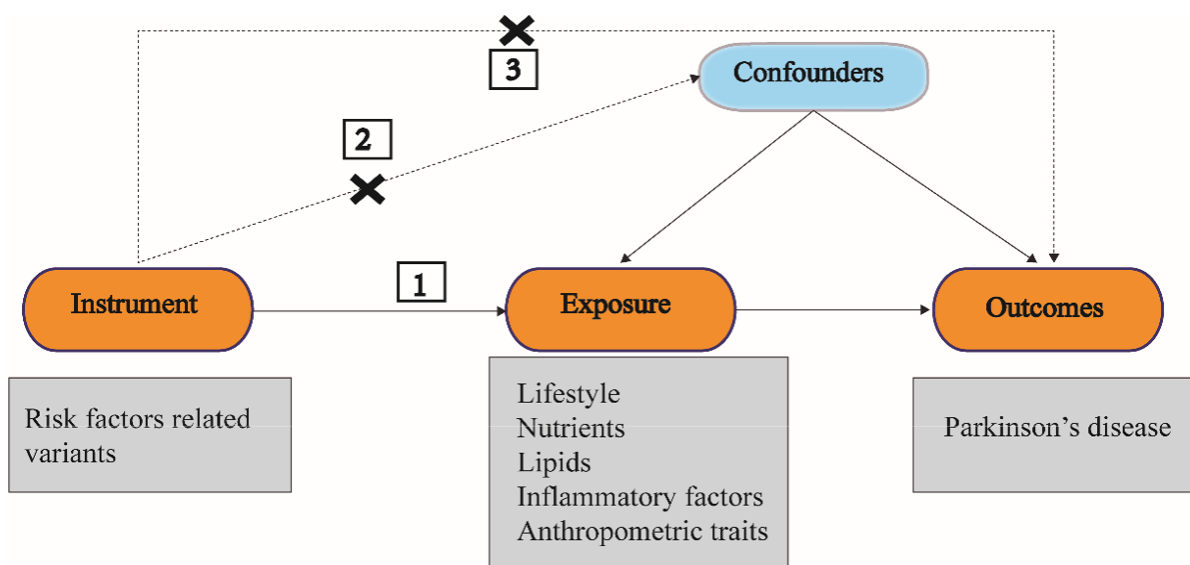 3
Confounders
2
1
Instrument
Exposure
Outcomes
Risk factors related
variants
Lifestyle
Nutrients
Lipids
Inflammatory factors
Anthropometric traits
Parkinson’s disease